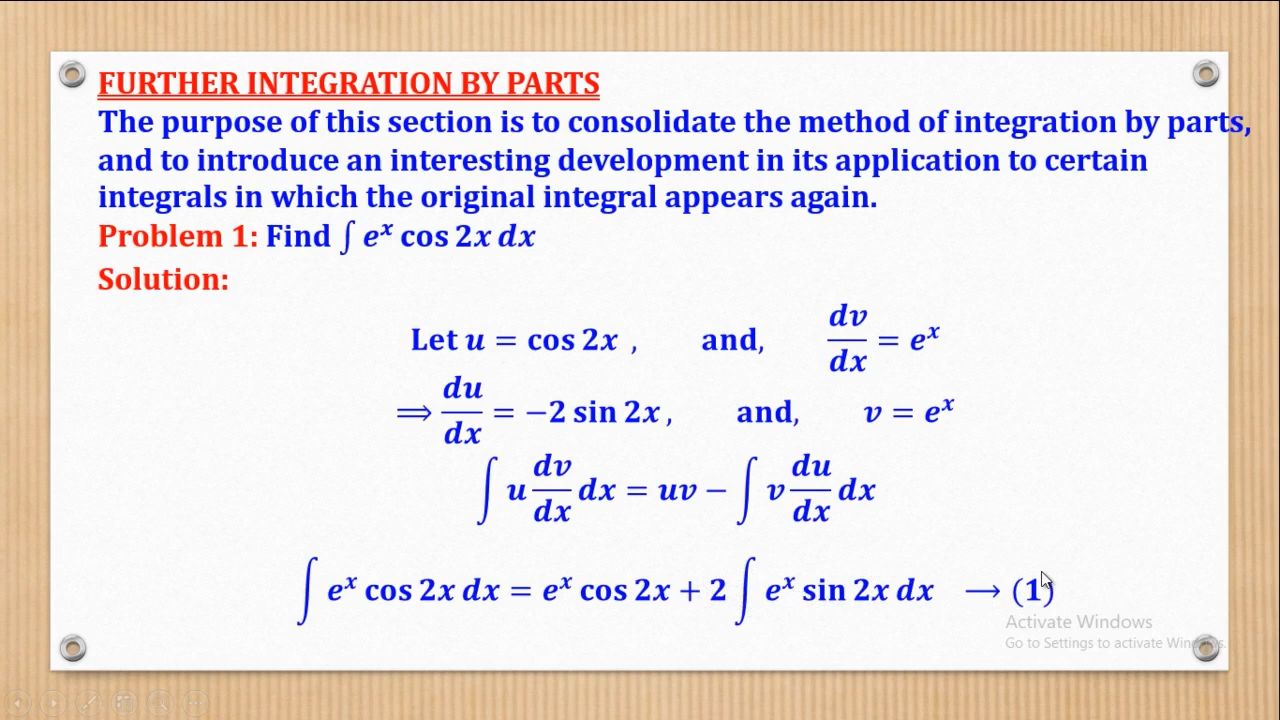 FURTHER INTEGRATION BY PARTS
The purpose of this section is to consolidate the method of integration by parts,
and to introduce an interesting development in its application to certain
integrals in which the original integral appears again.
Problem 1: Find ∫ eˣ cos 2x dx
Solution:
Let u = cos 2x , and, dv/dx = eˣ
⟹ du/dx = −2 sin 2x , and, v = eˣ
∫ u dv/dx dx = uv − ∫ v du/dx dx
∫ eˣ cos 2x dx = eˣ cos 2x + 2 ∫ eˣ sin 2x dx ⟶ (1)
Activate Windows
Go to Settings to activate Windows.